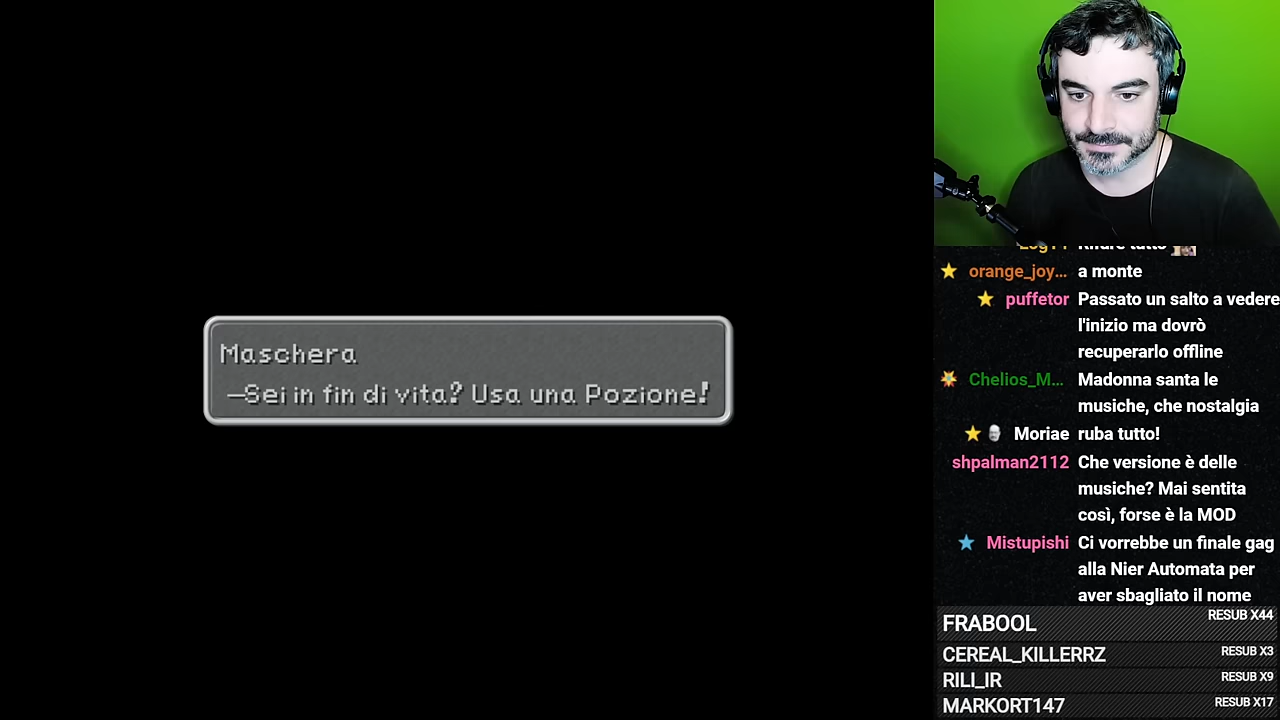 Maschera
—Sei in fin di vita? Usa una Pozione!
orange_joy... a monte
puffetor Passato un salto a vedere
l'inizio ma dovrò
recuperarlo offline
Chelios_M... Madonna santa le
musiche, che nostalgia
Moriae ruba tutto!
shpalman2112 Che versione è delle
musiche? Mai sentita
così, forse è la MOD
Mistupishi Ci vorrebbe un finale gag
alla Nier Automata per
aver sbagliato il nome
FRABOOL RESUB X44
CEREAL_KILLERRZ RESUB X3
RILI_IR RESUB X9
MARKORT147 RESUB X17